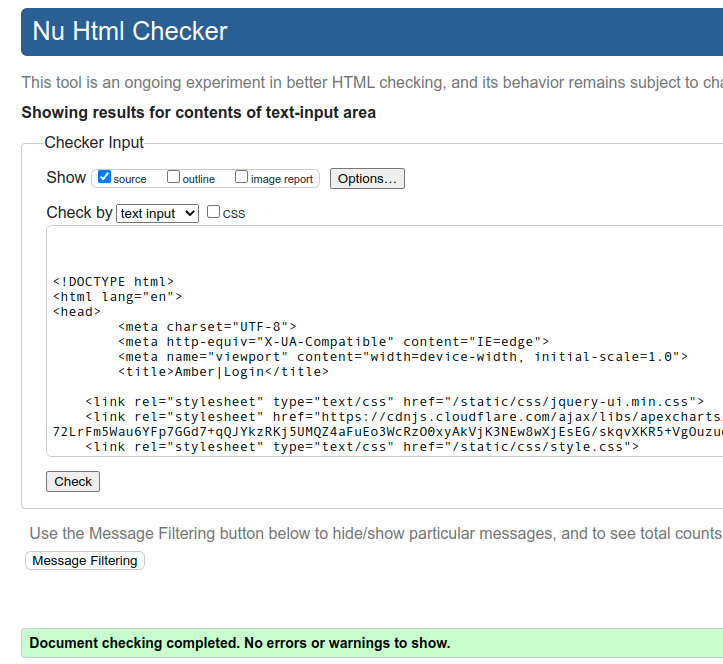 Nu Html Checker
This tool is an ongoing experiment in better HTML checking, and its behavior remains subject to
Showing results for contents of text-input area
Checker Input
Show source outline image report Options...
Check by text input CSS
<!DOCTYPE html>
<html lang="en">
<head>
<meta charset="UTF-8">
<meta http-equiv="X-UA-Compatible" content="IE=edge">
<meta name="viewport" content="width=device-width, initial-scale=1.0">
<title>Amber|Login</title>
<link rel="stylesheet" type="text/css" href="/static/css/jquery-ui.min.css">
<link rel="stylesheet" href="https://cdnjs.cloudflare.com/ajax/libs/apexcharts
72LrFm5Wau6YFp7GGd7+qQJYkzRKj5UMQZ4aFuEo3WcRzO0xyAkVjK3NEw8wXjEsEG/skqvXKR5+VgOuzuc
<link rel="stylesheet" type="text/css" href="/static/css/style.css">
Check
Use the Message Filtering button below to hide/show particular messages, and to see total counts
Message Filtering
Document checking completed. No errors or warnings to show.